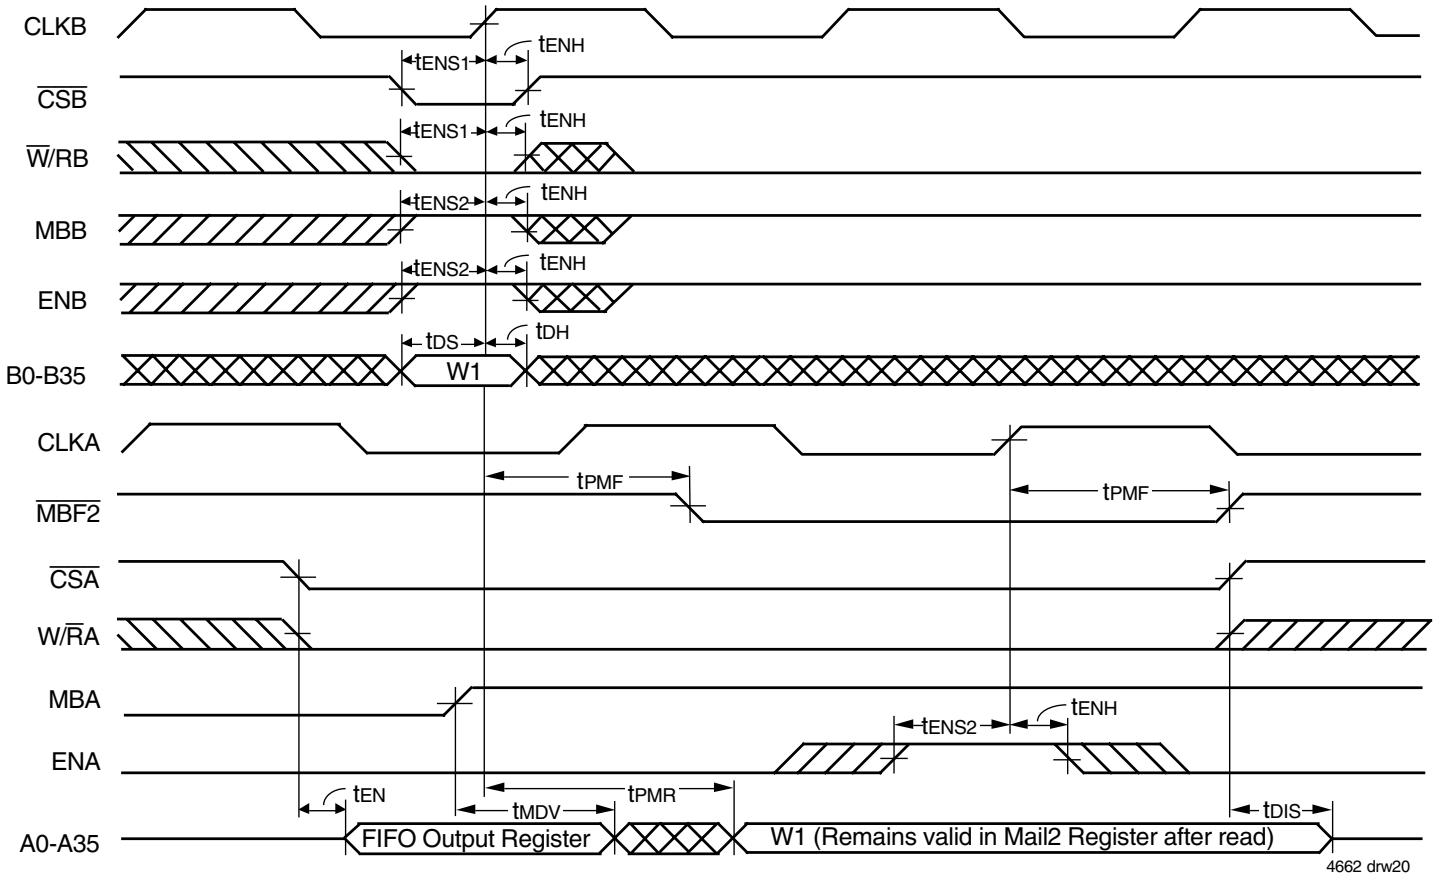 CLKB
tENS1
tENH
CSB
tENS1
tENH
W/RB
tENS2
tENH
MBB
tENS2
tENH
ENB
tDS
tDH
B0-B35
W1
CLKA
tPMF
tPMF
MBF2
CSA
W/RA
MBA
tENS2
tENH
ENA
tEN
tMDV
tPMR
tDIS
A0-A35
FIFO Output Register
W1 (Remains valid in Mail2 Register after read)
4662 drw20